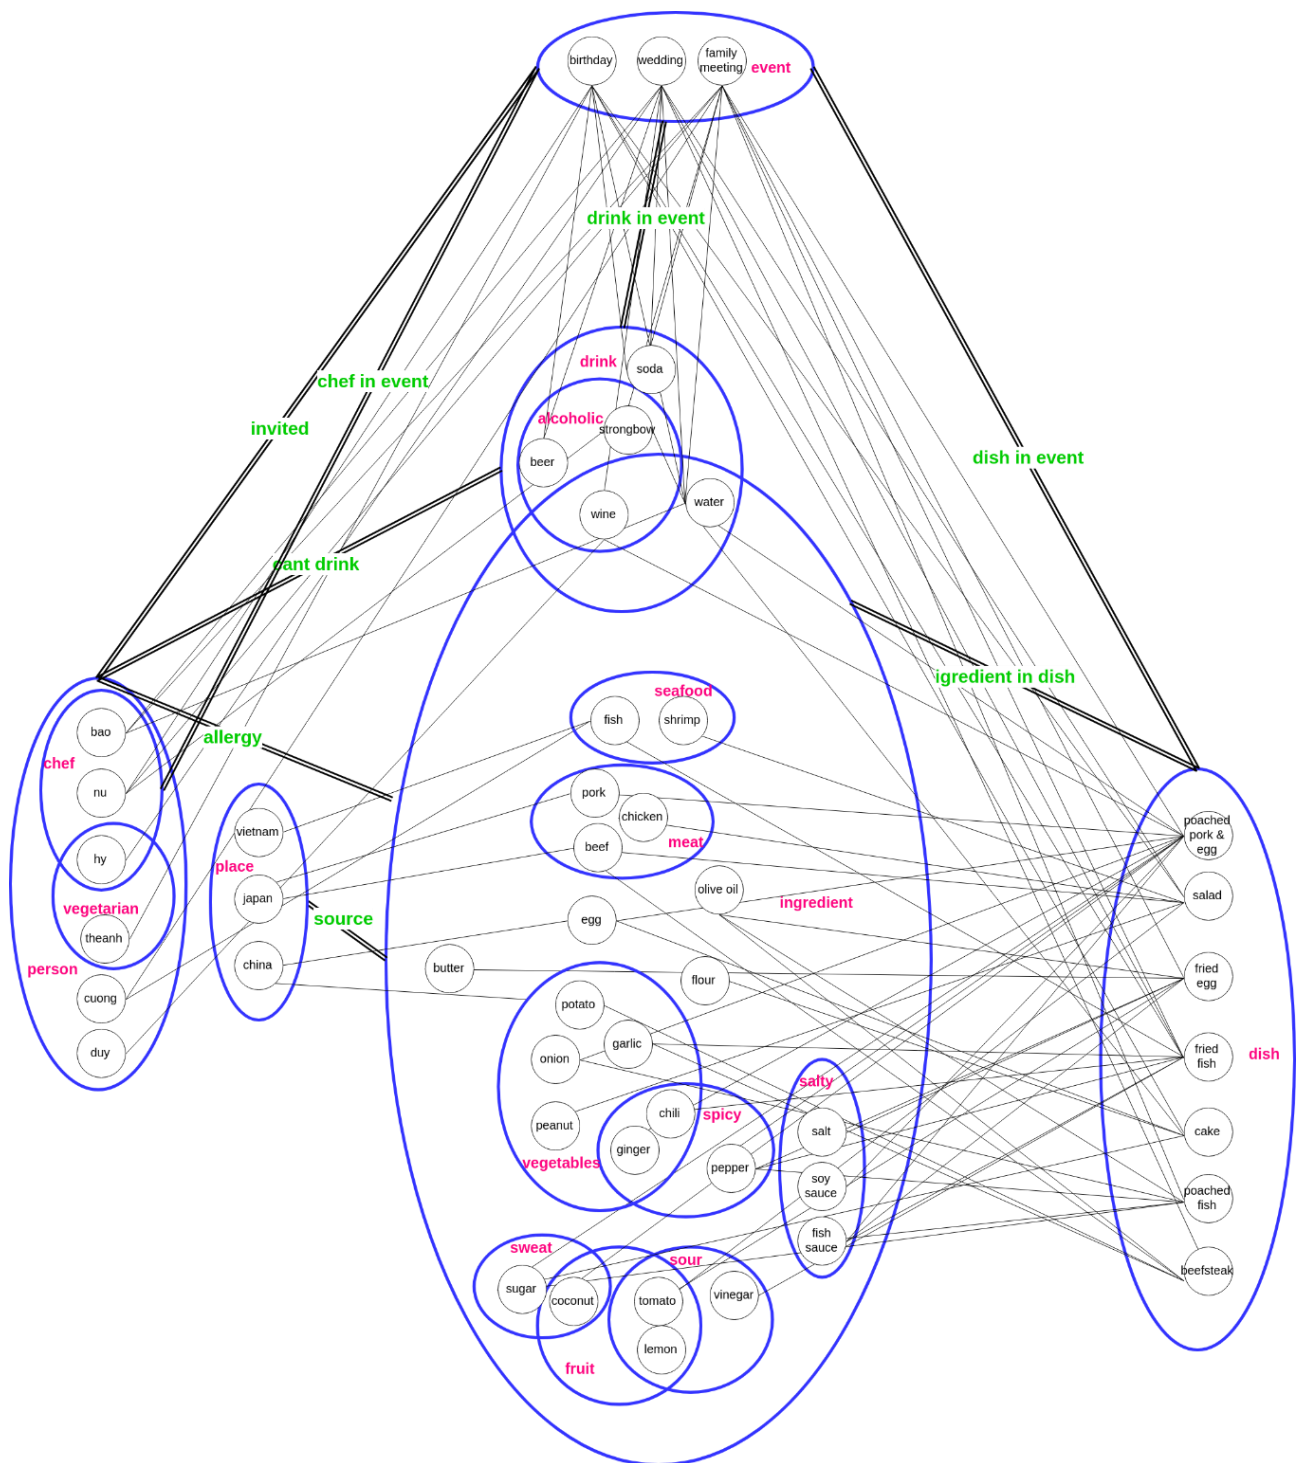 birthday
wedding
family
meeting
event
drink in event
chef in event
invited
drink
soda
alcoholic
strongbow
beer
wine
water
dish in event
cant drink
igredient in dish
seafood
fish
shrimp
allergy
bao
chef
nu
hy
vegetarian
theanh
person
cuong
duy
vietnam
place
japan
china
source
pork
chicken
beef
meat
olive oil
ingredient
egg
butter
flour
potato
garlic
onion
peanut
chili
spicy
ginger
pepper
vegetables
salty
salt
soy
sauce
fish
sauce
sweat
sugar
coconut
sour
tomato
vinegar
lemon
fruit
poached
pork &
egg
salad
fried
egg
fried
fish
dish
cake
poached
fish
beefsteak